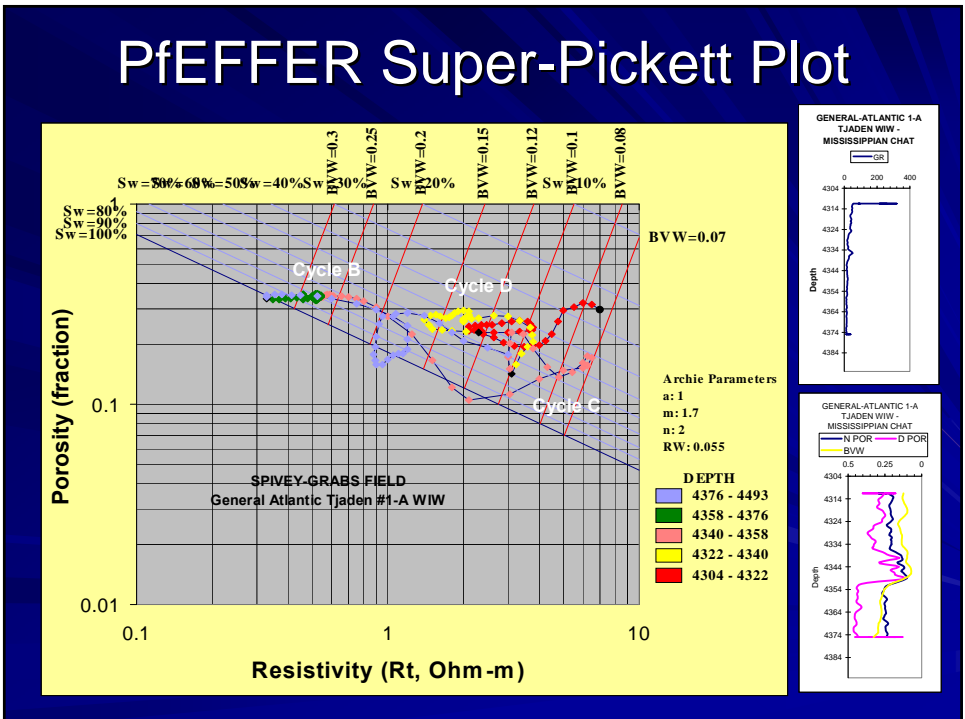 PfEFFER Super-Pickett Plot
BVW=0.3
BVW=0.25
BVW=0.2
BVW=0.15
BVW=0.12
BVW=0.1
BVW=0.08
Sw=70%
Sw=60%
Sw=50%
Sw=40%
Sw=30%
Sw=20%
Sw=10%
Sw=80%
Sw=90%
Sw=100%
BVW=0.07
1
0.1
0.01
Porosity (fraction)
Cycle B
Cycle D
Cycle C
SPIVEY-GRABS FIELD
General Atlantic Tjaden #1-A WIW
0.1
1
10
Resistivity (Rt, Ohm-m)
Archie Parameters
a: 1
m: 1.7
n: 2
RW: 0.055
DEPTH
4376 - 4493
4358 - 4376
4340 - 4358
4322 - 4340
4304 - 4322
GENERAL-ATLANTIC 1-A
TJADEN WIW -
MISSISSIPPIAN CHAT
GR
0 200 400
4304
4314
4324
4334
4344
4354
4364
4374
4384
Depth
GENERAL-ATLANTIC 1-A
TJADEN WIW -
MISSISSIPPIAN CHAT
N POR D POR
BVW
0.5 0.25 0
4304
4314
4324
4334
4344
4354
4364
4374
4384
Depth